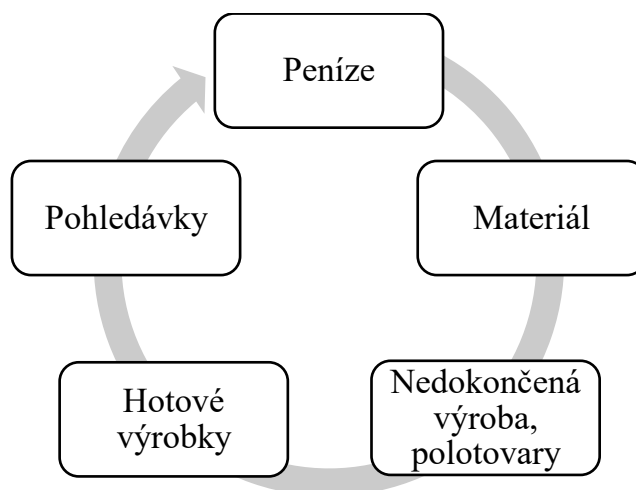 Peníze
Materiál
Nedokončená
výroba,
polotovary
Hotové
výrobky
Pohledávky